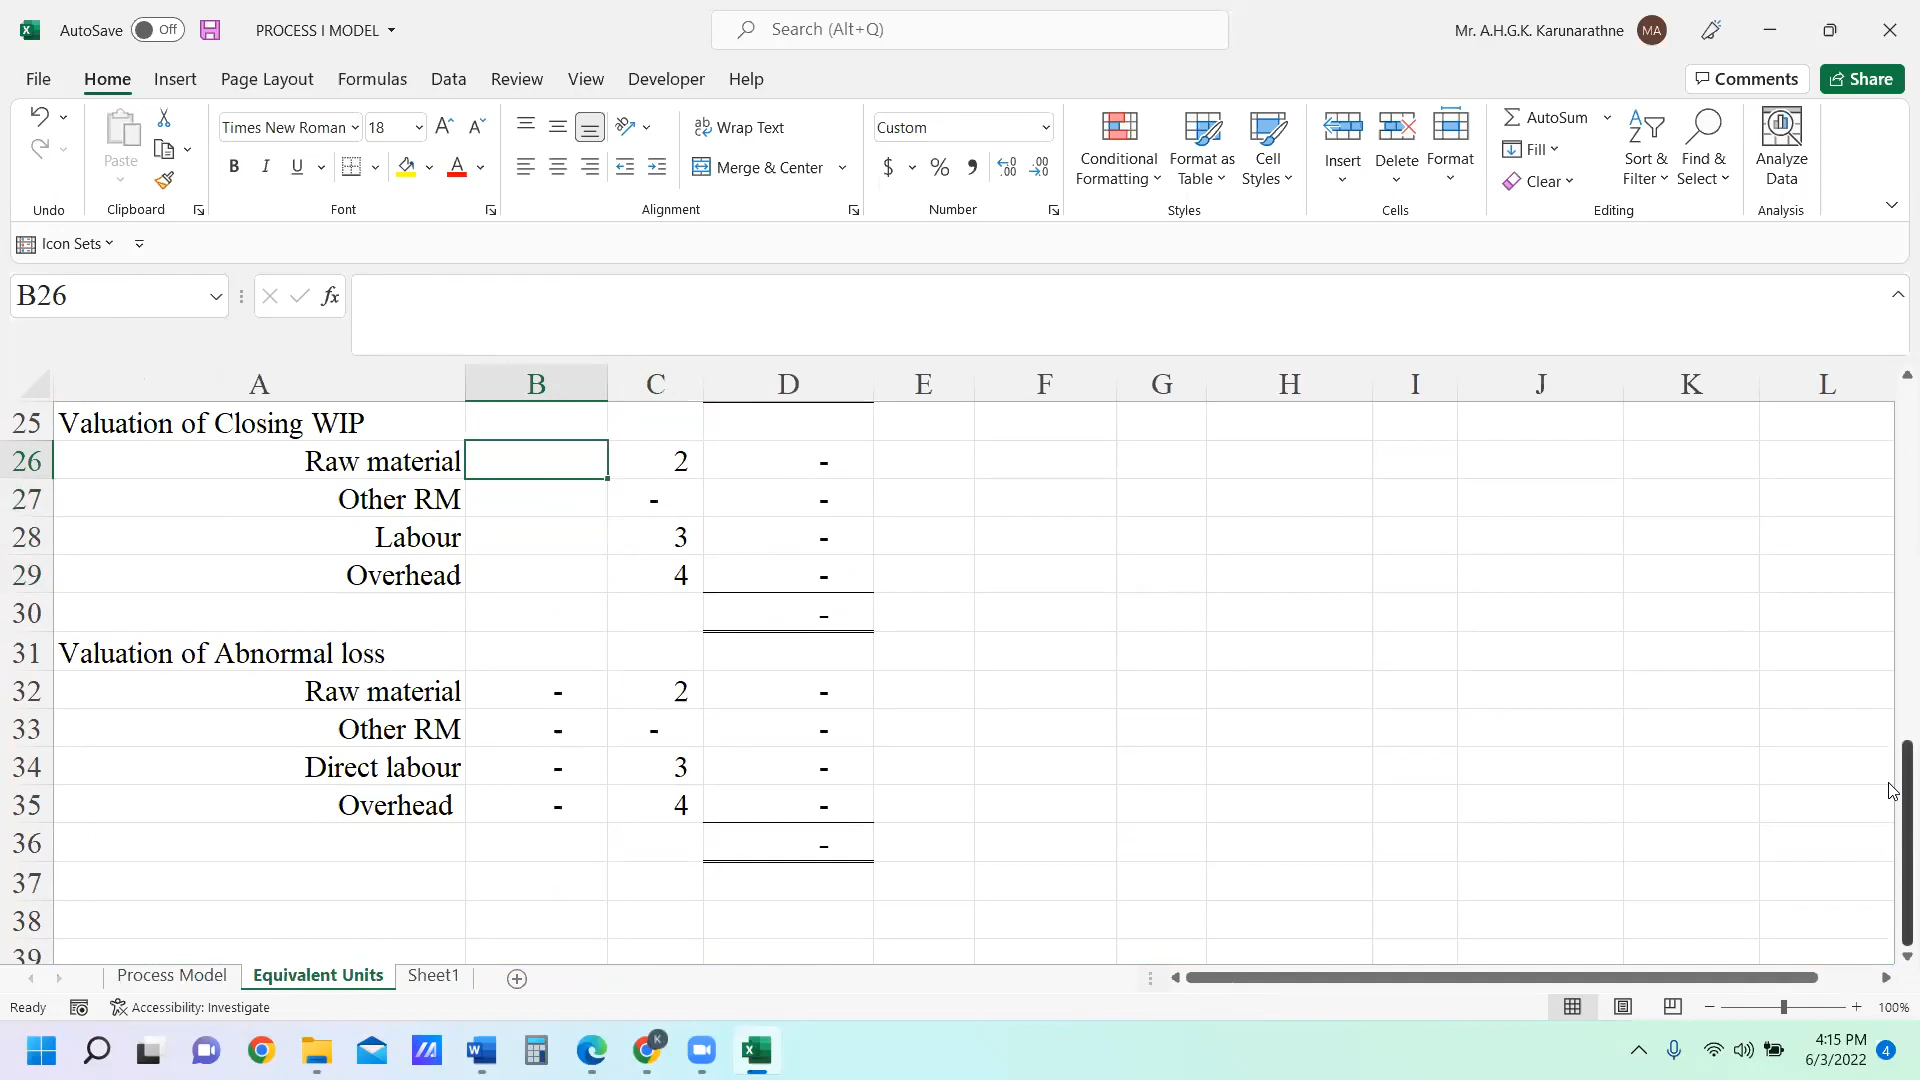 AutoSave Off PROCESS I MODEL Search (Alt+Q) Mr. A.H.G.K. Karunarathne MA
File Home Insert Page Layout Formulas Data Review View Developer Help Comments Share
Times New Roman 18 Wrap Text Custom AutoSum
Paste Conditional Formatting Format as Table Cell Styles Insert Delete Format Fill Sort & Filter Find & Select Analyze Data
B I U A Merge & Center $ % Clear
Undo Clipboard Font Alignment Number Styles Cells Editing Analysis
Icon Sets
B26 fx
A B C D E F G H I J K L
25 Valuation of Closing WIP
26 Raw material 2 -
27 Other RM - -
28 Labour 3 -
29 Overhead 4 -
30 -
31 Valuation of Abnormal loss
32 Raw material - 2 -
33 Other RM - - -
34 Direct labour - 3 -
35 Overhead - 4 -
36 -
37
38
39
Process Model Equivalent Units Sheet1
Ready Accessibility: Investigate 100%
4:15 PM
6/3/2022 4